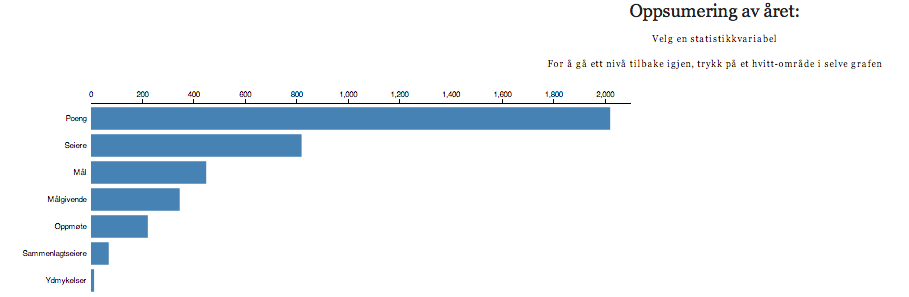 Oppsumering av året:
Velg en statistikkvariabel
For å gå ett nivå tilbake igjen, trykk på et hvitt-område i selve grafen
0 200 400 600 800 1,000 1,200 1,400 1,600 1,800 2,000
Poeng
Seiere
Mål
Målgivende
Oppmøte
Sammenlagtseiere
Ydmykelser